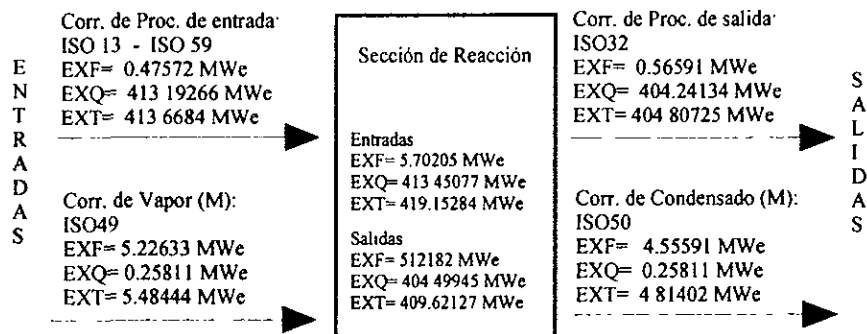 ENTRADAS
Corr. de Proc. de entrada:
ISO 13 - ISO 59
EXF= 0.47572 MWe
EXQ= 413 19266 MWe
EXT= 413 6684 MWe
Corr. de Vapor (M):
ISO49
EXF= 5.22633 MWe
EXQ= 0.25811 MWe
EXT= 5.48444 MWe
Sección de Reacción
Entradas
EXF= 5.70205 MWe
EXQ= 413 45077 MWe
EXT= 419.15284 MWe
Salidas
EXF= 512182 MWe
EXQ= 404 49945 MWe
EXT= 409.62127 MWe
Corr. de Proc. de salida:
ISO32
EXF= 0.56591 MWe
EXQ= 404.24134 MWe
EXT= 404 80725 MWe
Corr. de Condensado (M):
ISO50
EXF= 4.55591 MWe
EXQ= 0.25811 MWe
EXT= 4 81402 MWe
SALIDAS